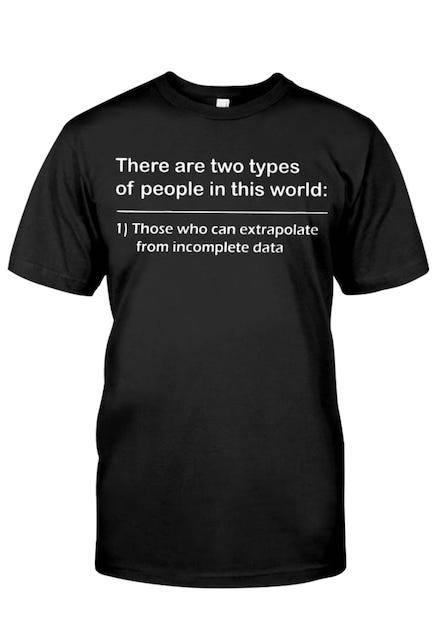 There are two types
of people in this world:
1) Those who can extrapolate
from incomplete data